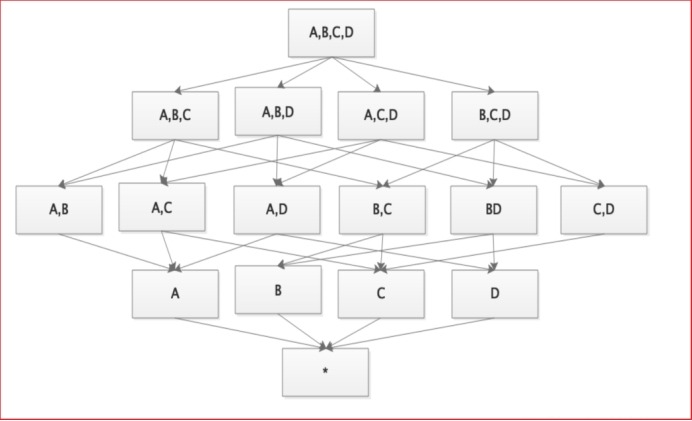 A,B,C,D
A,B,C
A,B,D
A,C,D
B,C,D
A,B
A,C
A,D
B,C
BD
C,D
A
B
C
D
*